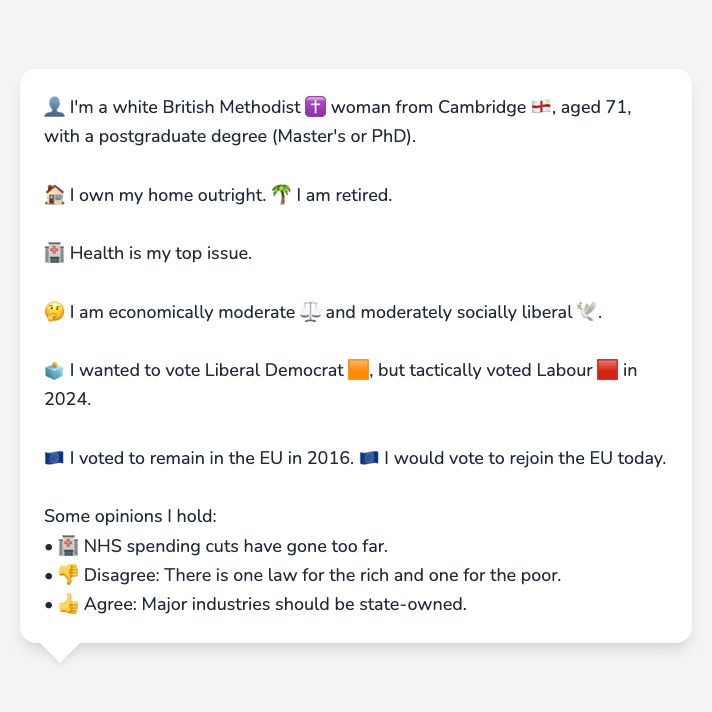 👤 I'm a white British Methodist ✝️ woman from Cambridge 🏴󠁧󠁢󠁥󠁮󠁧󠁿, aged 71,
with a postgraduate degree (Master's or PhD).
🏠 I own my home outright. 🌴 I am retired.
🏥 Health is my top issue.
🤔 I am economically moderate ⚖️ and moderately socially liberal 🕊️.
🗳️ I wanted to vote Liberal Democrat 🟧, but tactically voted Labour 🟥 in
2024.
🇪🇺 I voted to remain in the EU in 2016. 🇪🇺 I would vote to rejoin the EU today.
Some opinions I hold:
• 🏥 NHS spending cuts have gone too far.
• 👎 Disagree: There is one law for the rich and one for the poor.
• 👍 Agree: Major industries should be state-owned.